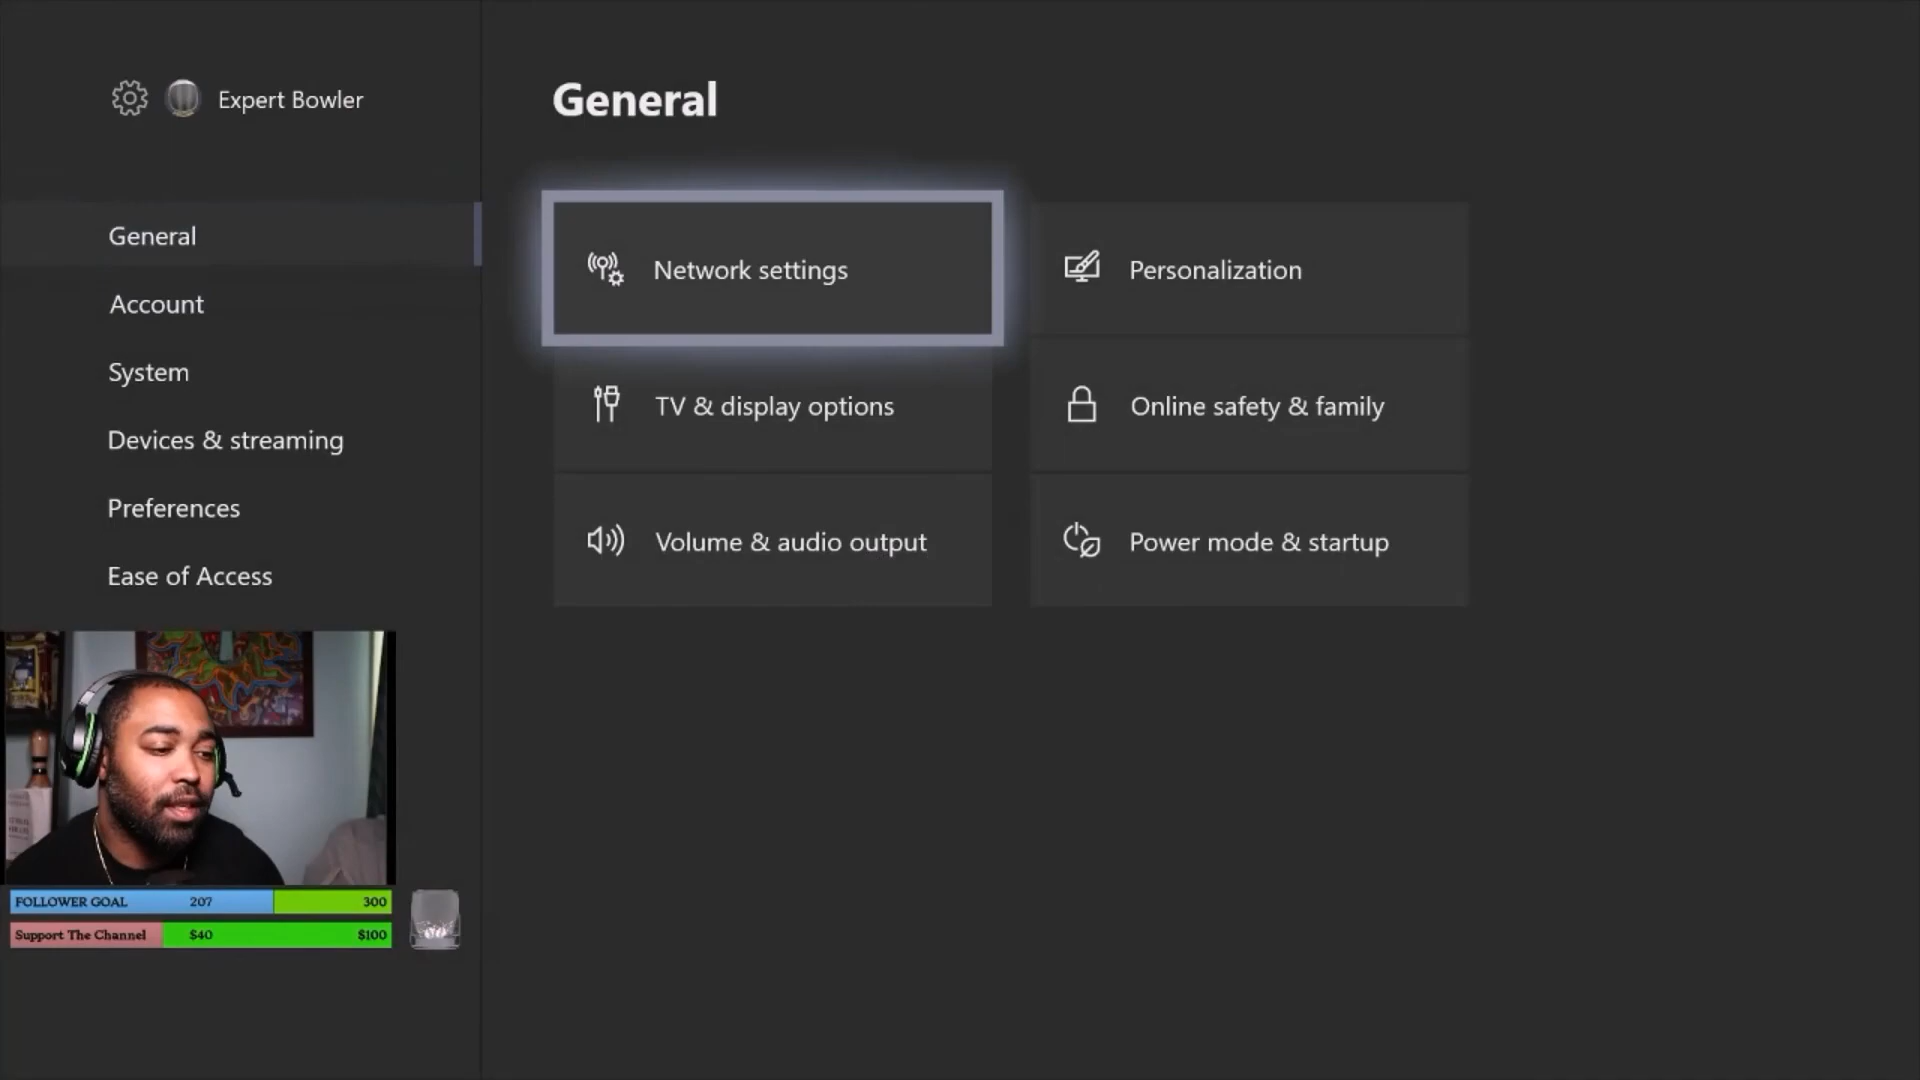 Expert Bowler
General
Account
System
Devices & streaming
Preferences
Ease of Access
General
Network settings
Personalization
TV & display options
Online safety & family
Volume & audio output
Power mode & startup
FOLLOWER GOAL 207 300
Support The Channel $40 $100